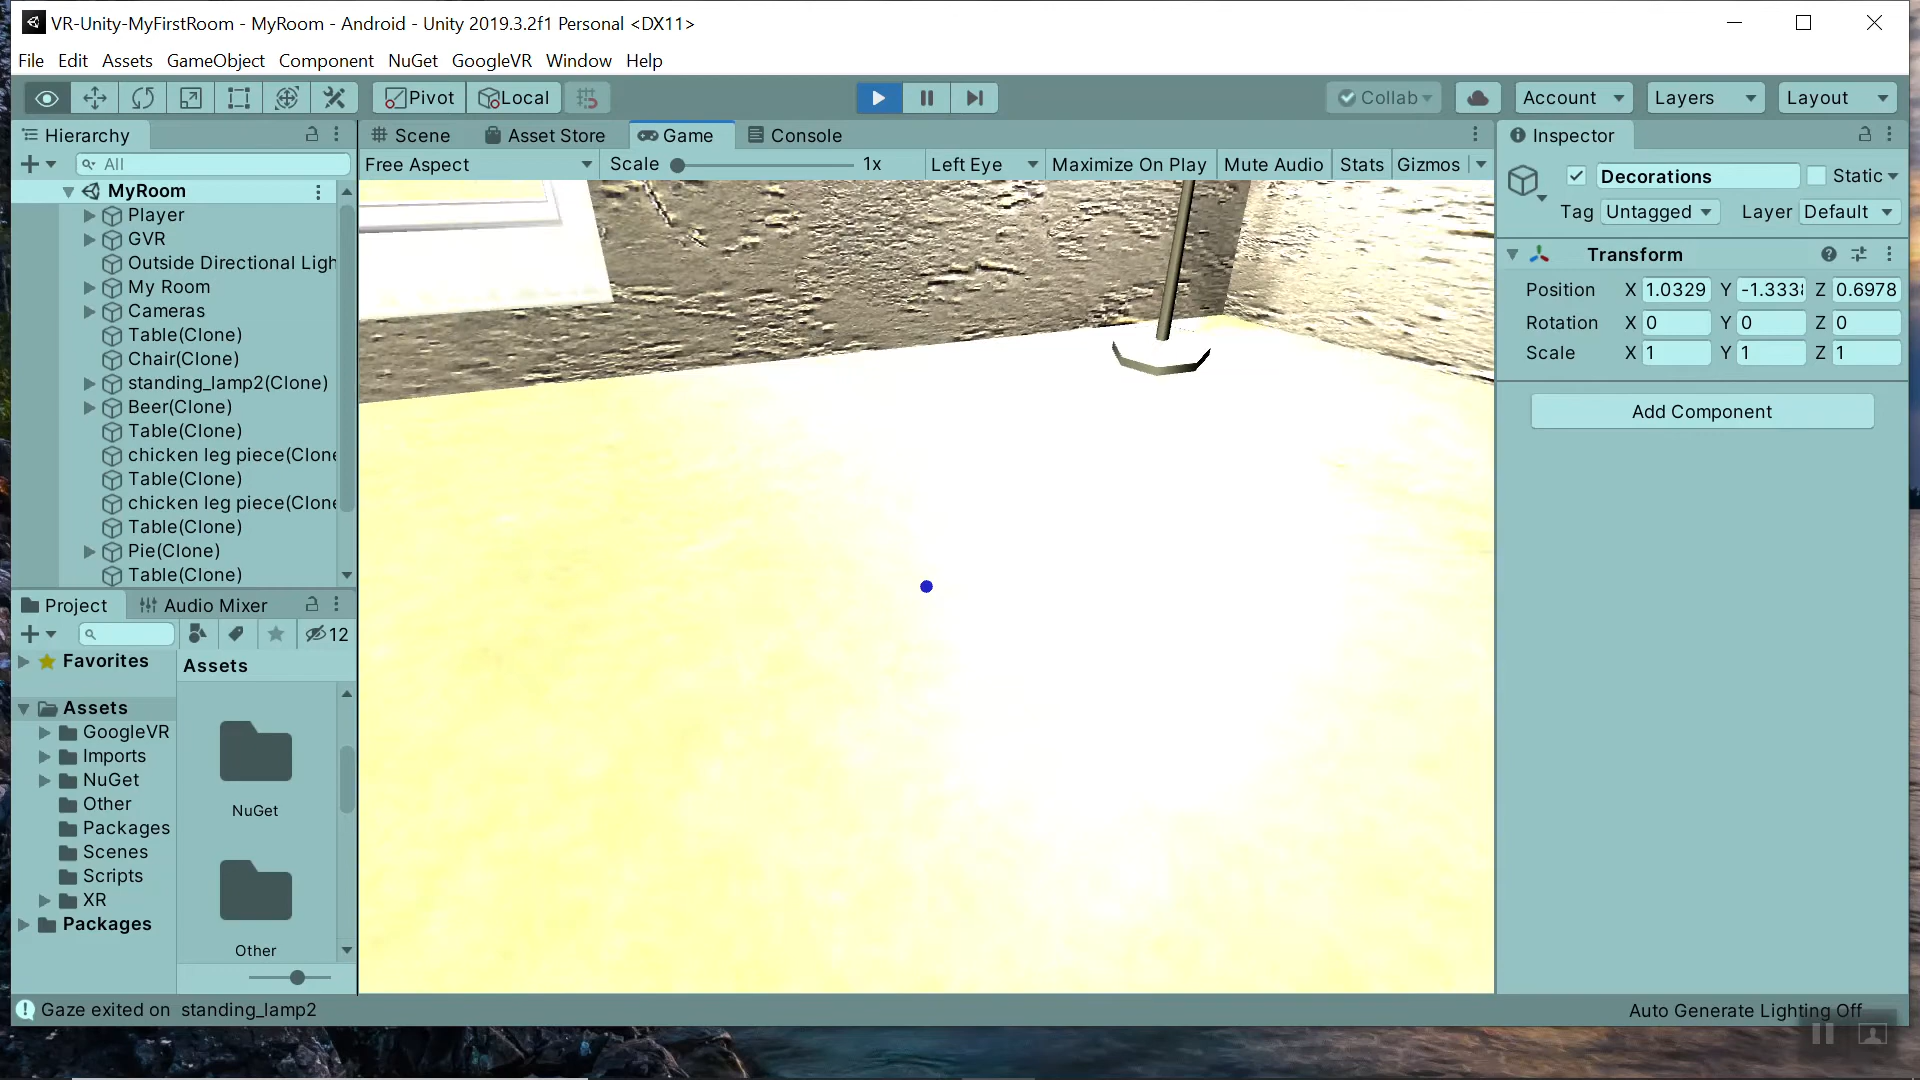 VR-Unity-MyFirstRoom - MyRoom - Android - Unity 2019.3.2f1 Personal <DX11>
File Edit Assets GameObject Component NuGet GoogleVR Window Help
Pivot Local Collab Account Layers Layout
Hierarchy
All
MyRoom
Player
GVR
Outside Directional Ligh
My Room
Cameras
Table(Clone)
Chair(Clone)
standing_lamp2(Clone)
Beer(Clone)
Table(Clone)
chicken leg piece(Clone
Table(Clone)
chicken leg piece(Clone
Table(Clone)
Pie(Clone)
Table(Clone)
Scene Asset Store Game Console
Free Aspect Scale 1x Left Eye Maximize On Play Mute Audio Stats Gizmos
Inspector
Decorations Static
Tag Untagged Layer Default
Transform
Position X 1.0329 Y -1.333 Z 0.6978
Rotation X 0 Y 0 Z 0
Scale X 1 Y 1 Z 1
Add Component
Project Audio Mixer
12
Favorites
Assets
GoogleVR
Imports
NuGet
Other
Packages
Scenes
Scripts
XR
Packages
Assets
NuGet
Other
Gaze exited on standing_lamp2
Auto Generate Lighting Off